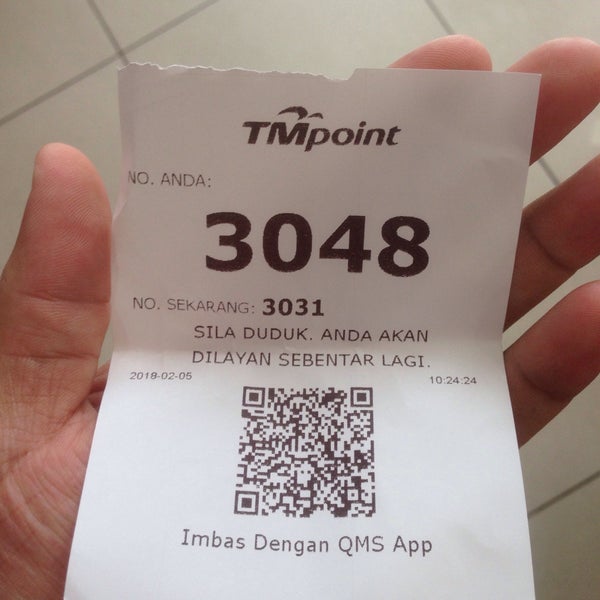 TMpoint
NO. ANDA:
3048
NO. SEKARANG: 3031
SILA DUDUK. ANDA AKAN
DILAYAN SEBENTAR LAGI.
2018-02-05 10:24:24
Imbas Dengan QMS App